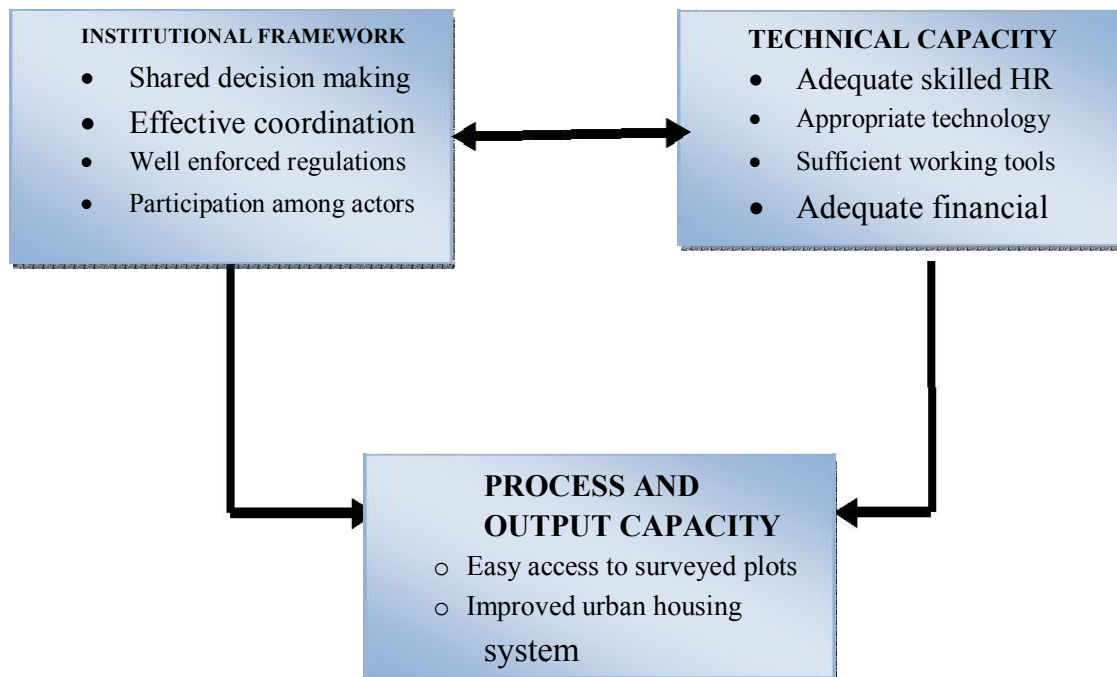 INSTITUTIONAL FRAMEWORK
• Shared decision making
• Effective coordination
• Well enforced regulations
• Participation among actors
TECHNICAL CAPACITY
• Adequate skilled HR
• Appropriate technology
• Sufficient working tools
• Adequate financial
PROCESS AND
OUTPUT CAPACITY
o Easy access to surveyed plots
o Improved urban housing
system